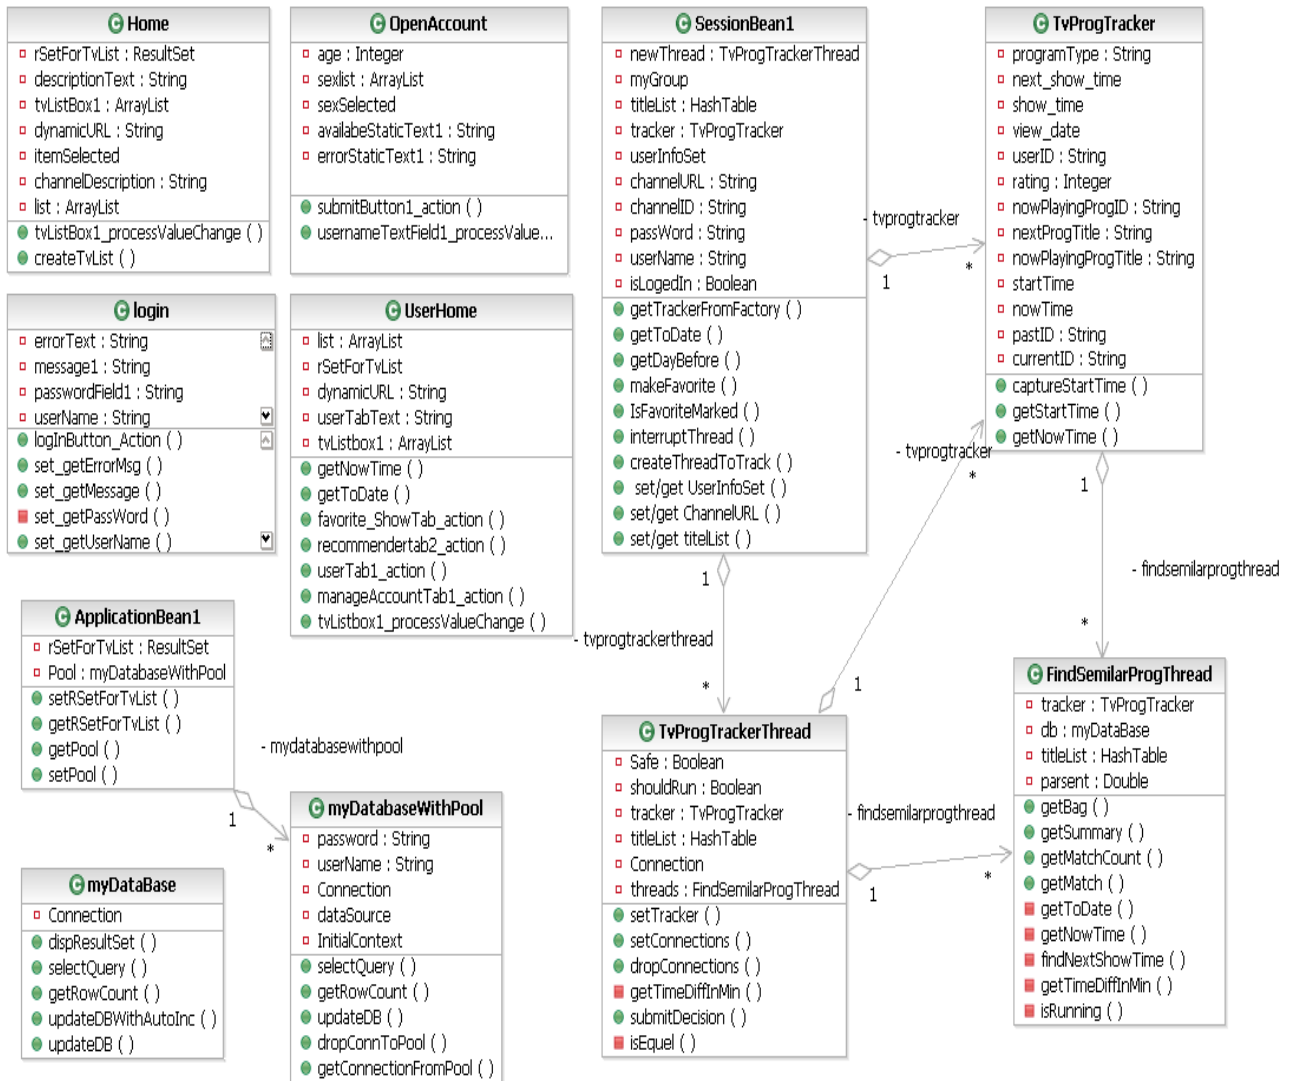 Home
rSetForTvList : ResultSet
descriptionText : String
tvListBox1 : ArrayList
dynamicURL : String
itemSelected
channelDescription : String
list : ArrayList
tvListBox1_processValueChange ( )
createTvList ( )
OpenAccount
age : Integer
sexlist : ArrayList
sexSelected
availabeStaticText1 : String
errorStaticText1 : String
submitButton1_action ( )
usernameTextField1_processValue...
SessionBean1
newThread : TvProgTrackerThread
myGroup
titleList : HashTable
tracker : TvProgTracker
userInfoSet
channelURL : String
channelID : String
passWord : String
userName : String
isLogedIn : Boolean
getTrackerFromFactory ( )
getToDate ( )
getDayBefore ( )
makeFavorite ( )
IsFavoriteMarked ( )
interruptThread ( )
createThreadToTrack ( )
set/get UserInfoSet ( )
set/get ChannelURL ( )
set/get titelList ( )
- tvprogtracker
1
*
TvProgTracker
programType : String
next_show_time
show_time
view_date
userID : String
rating : Integer
nowPlayingProgID : String
nextProgTitle : String
nowPlayingProgTitle : String
startTime
nowTime
pastID : String
currentID : String
captureStartTime ( )
getStartTime ( )
getNowTime ( )
login
errorText : String
message1 : String
passwordField1 : String
userName : String
logInButton_Action ( )
set_getErrorMsg ( )
set_getMessage ( )
set_getPassWord ( )
set_getUserName ( )
UserHome
list : ArrayList
rSetForTvList
dynamicURL : String
userTabText : String
tvListbox1 : ArrayList
getNowTime ( )
getToDate ( )
favorite_ShowTab_action ( )
recommendertab2_action ( )
userTab1_action ( )
manageAccountTab1_action ( )
tvListbox1_processValueChange ( )
- tvprogtracker
*
1
1
- findsemilarprogthread
*
1
- tvprogtrackerthread
*
ApplicationBean1
rSetForTvList : ResultSet
Pool : myDatabaseWithPool
setRSetForTvList ( )
getRSetForTvList ( )
getPool ( )
setPool ( )
- mydatabasewithpool
1
*
myDatabaseWithPool
password : String
userName : String
Connection
dataSource
InitialContext
selectQuery ( )
getRowCount ( )
updateDB ( )
dropConnToPool ( )
getConnectionFromPool ( )
myDataBase
Connection
dispResultSet ( )
selectQuery ( )
getRowCount ( )
updateDBWithAutoInc ( )
updateDB ( )
TvProgTrackerThread
Safe : Boolean
shouldRun : Boolean
tracker : TvProgTracker
titleList : HashTable
Connection
threads : FindSemilarProgThread
setTracker ( )
setConnections ( )
dropConnections ( )
getTimeDiffInMin ( )
submitDecision ( )
isEquel ( )
- findsemilarprogthread
1
*
FindSemilarProgThread
tracker : TvProgTracker
db : myDataBase
titleList : HashTable
parsent : Double
getBag ( )
getSummary ( )
getMatchCount ( )
getMatch ( )
getToDate ( )
getNowTime ( )
findNextShowTime ( )
getTimeDiffInMin ( )
isRunning ( )